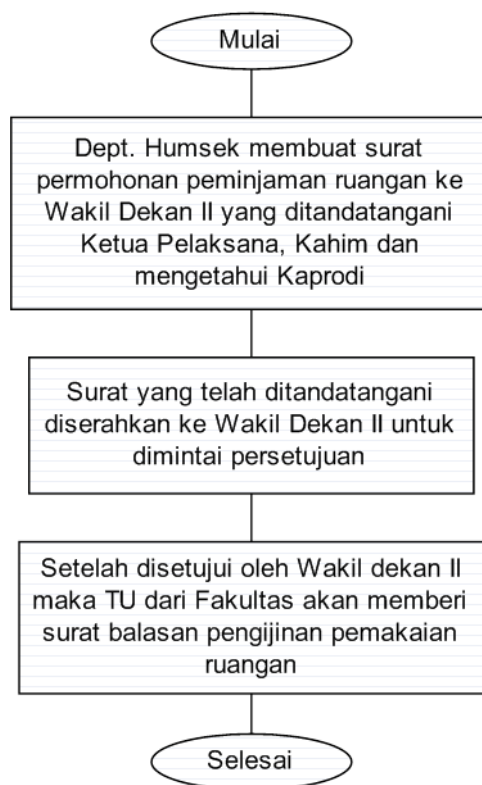 Mulai
Dept. Humsek membuat surat
permohonan peminjaman ruangan ke
Wakil Dekan II yang ditandatangani
Ketua Pelaksana, Kahim dan
mengetahui Kaprodi
Surat yang telah ditandatangani
diserahkan ke Wakil Dekan II untuk
dimintai persetujuan
Setelah disetujui oleh Wakil dekan II
maka TU dari Fakultas akan memberi
surat balasan pengijinan pemakaian
ruangan
Selesai